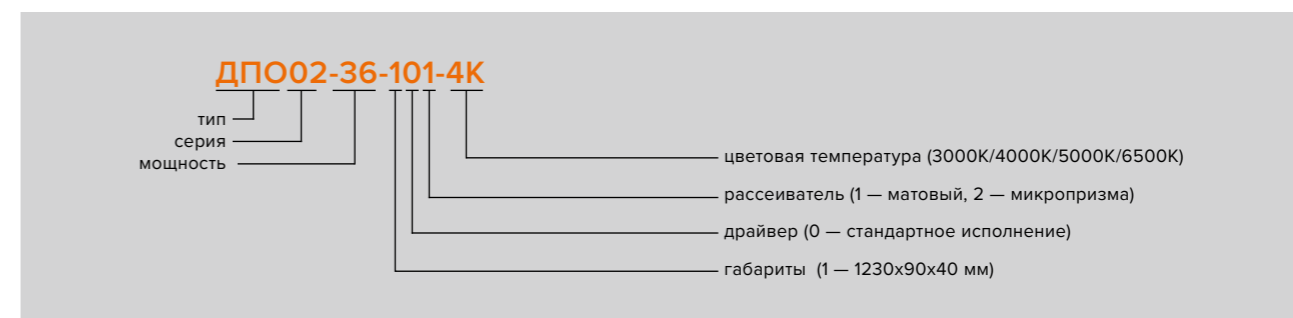 ДПО02-36-101-4К
тип
серия
мощность
цветовая температура (3000К/4000К/5000К/6500К)
рассеиватель (1 — матовый, 2 — микропризма)
драйвер (0 — стандартное исполнение)
габариты (1 — 1230х90х40 мм)